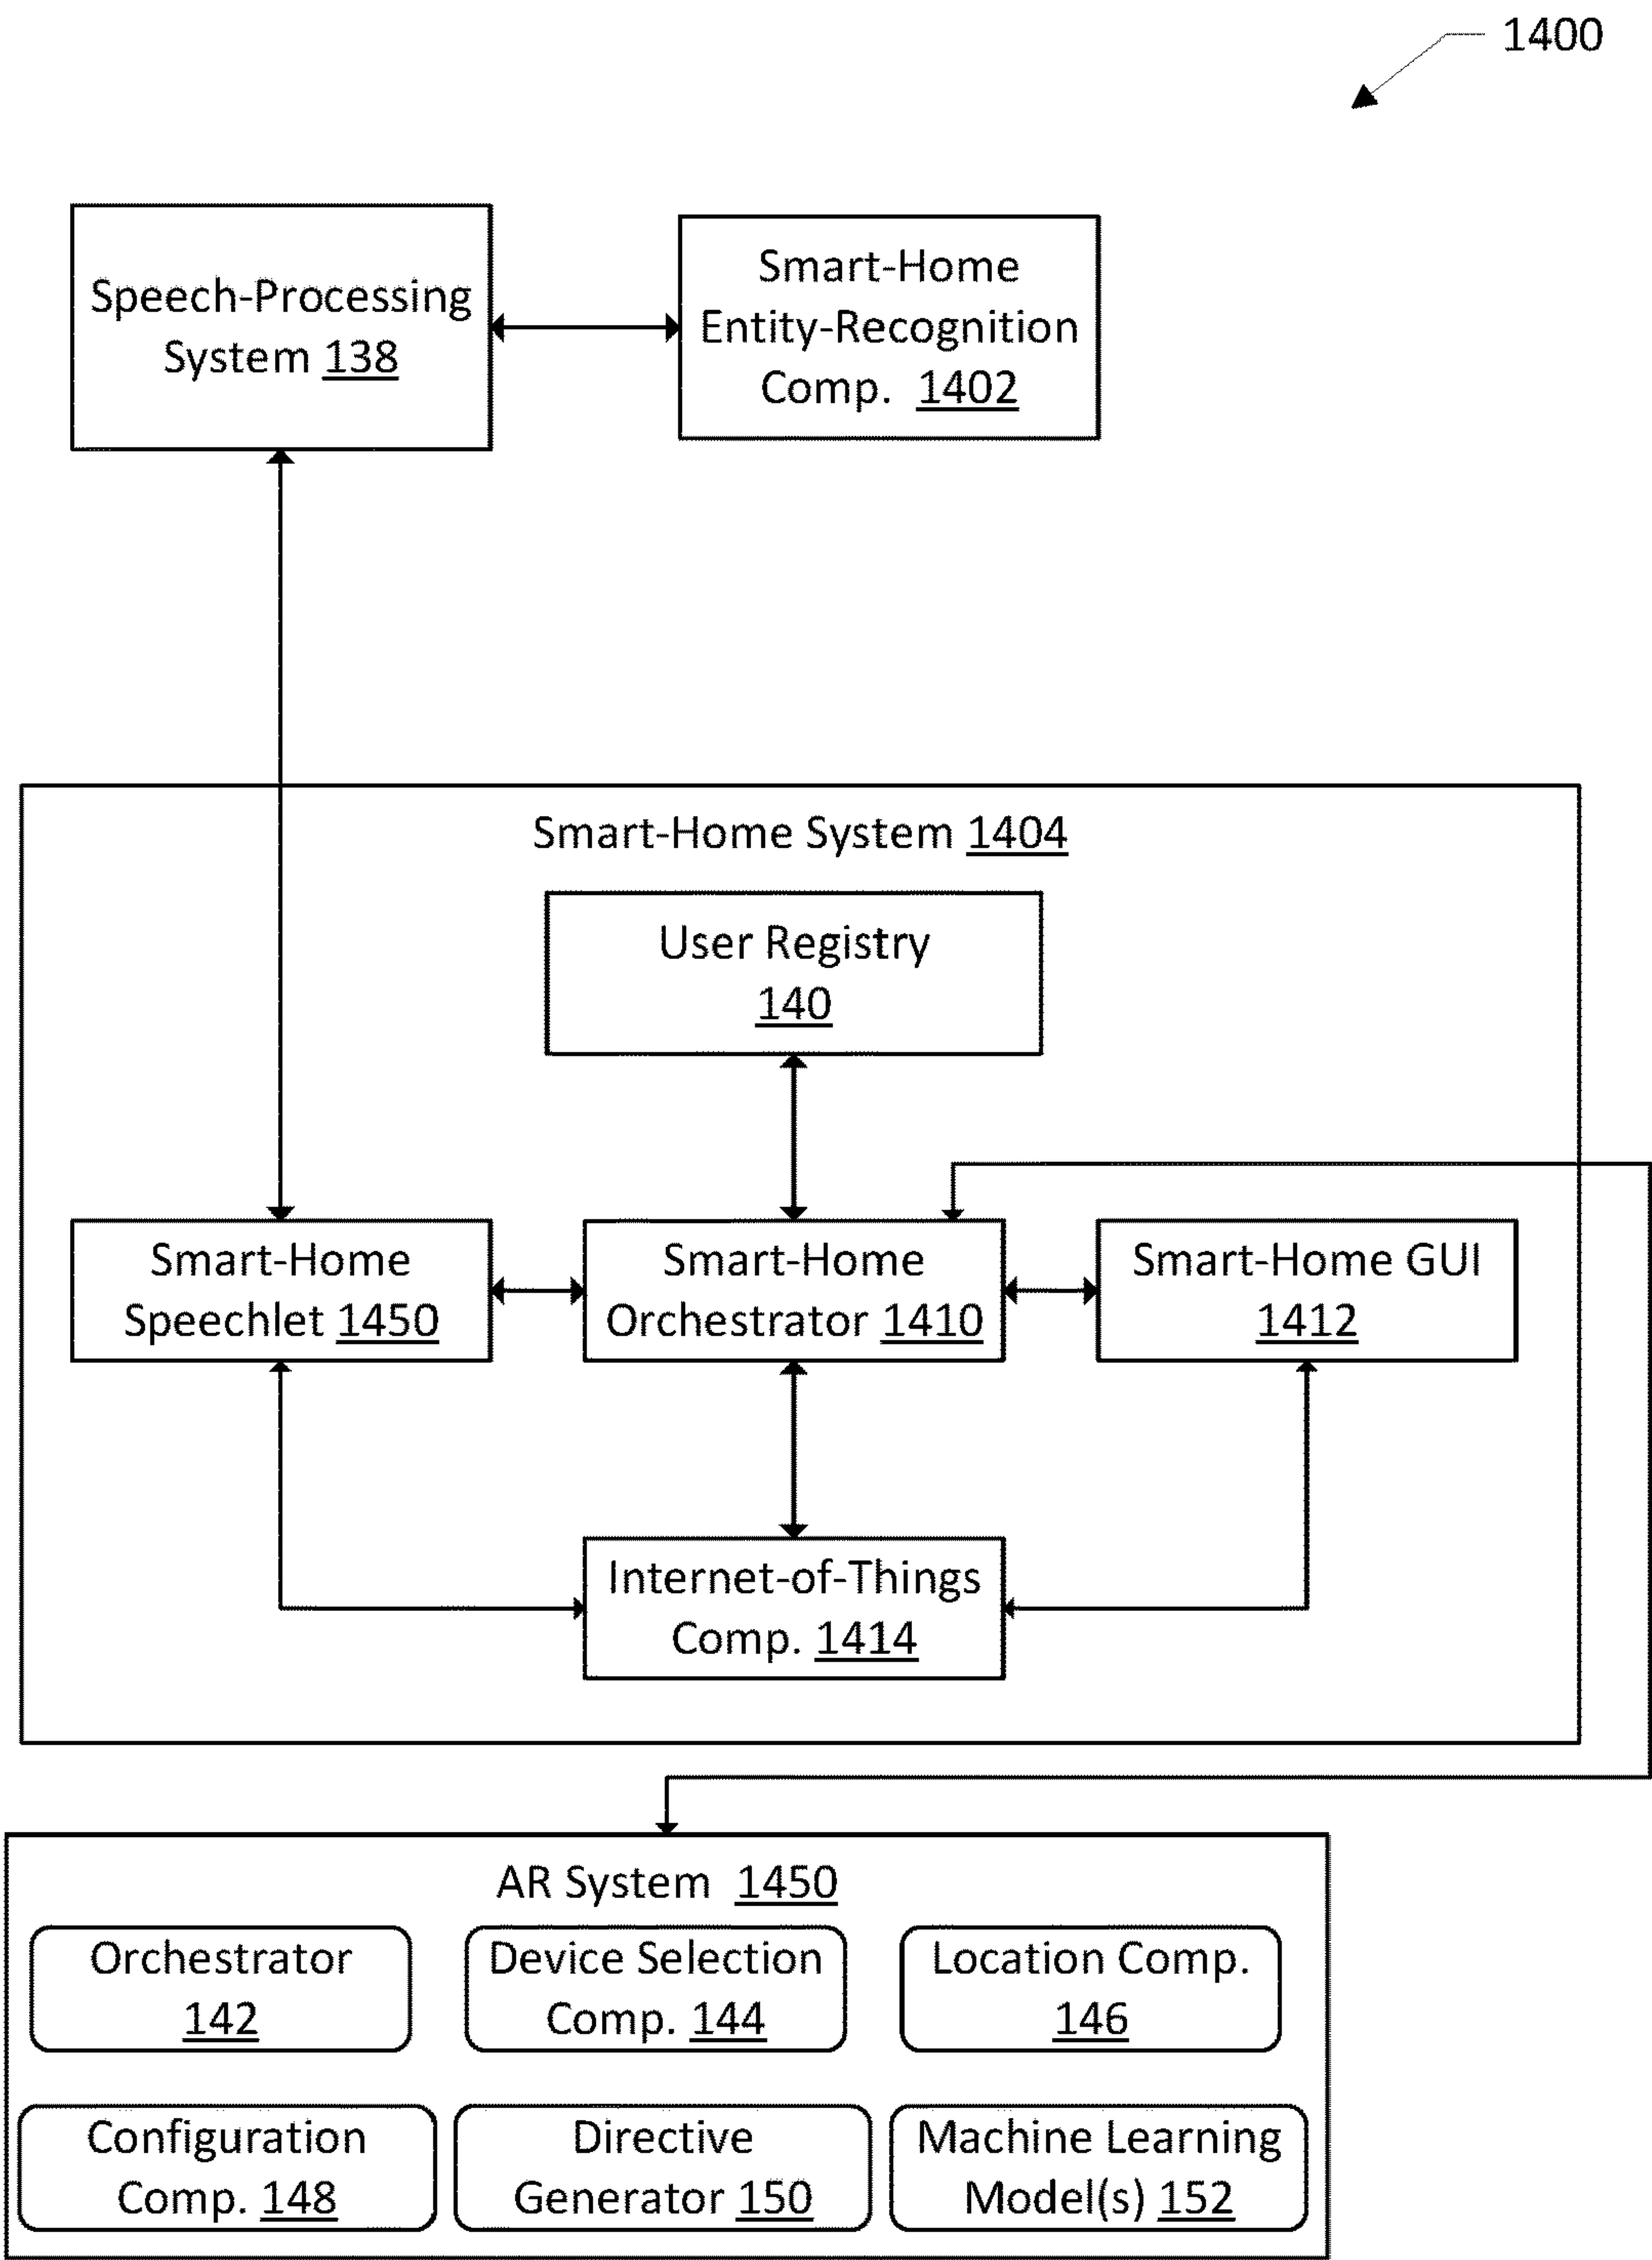 1400
Speech-Processing
System 138
Smart-Home
Entity-Recognition
Comp. 1402
Smart-Home System 1404
User Registry
140
Smart-Home
Speechlet 1450
Smart-Home
Orchestrator 1410
Smart-Home GUI
1412
Internet-of-Things
Comp. 1414
AR System 1450
Orchestrator
142
Device Selection
Comp. 144
Location Comp.
146
Configuration
Comp. 148
Directive
Generator 150
Machine Learning
Model(s) 152